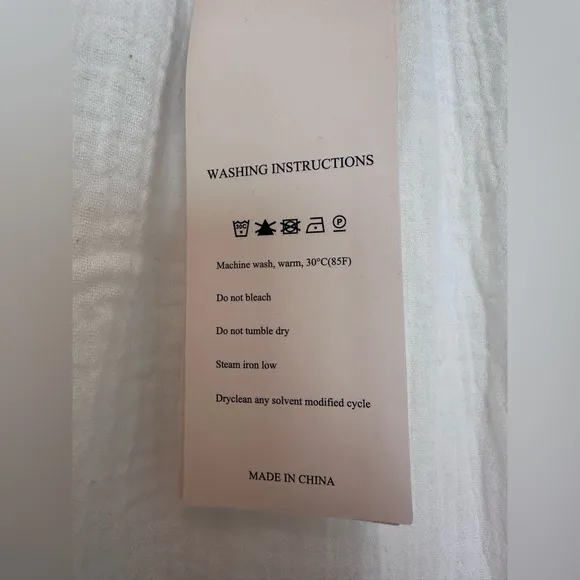 WASHING INSTRUCTIONS
30C P
Machine wash, warm, 30°C(85F)
Do not bleach
Do not tumble dry
Steam iron low
Dryclean any solvent modified cycle
MADE IN CHINA